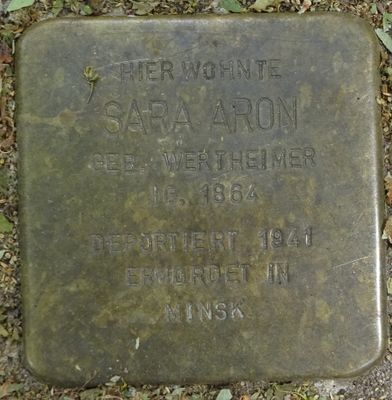 HIER WOHNTE
SARA ARON
GEB. WERTHEIMER
JG. 1864
DEPORTIERT 1941
ERMORDET IN
MINSK